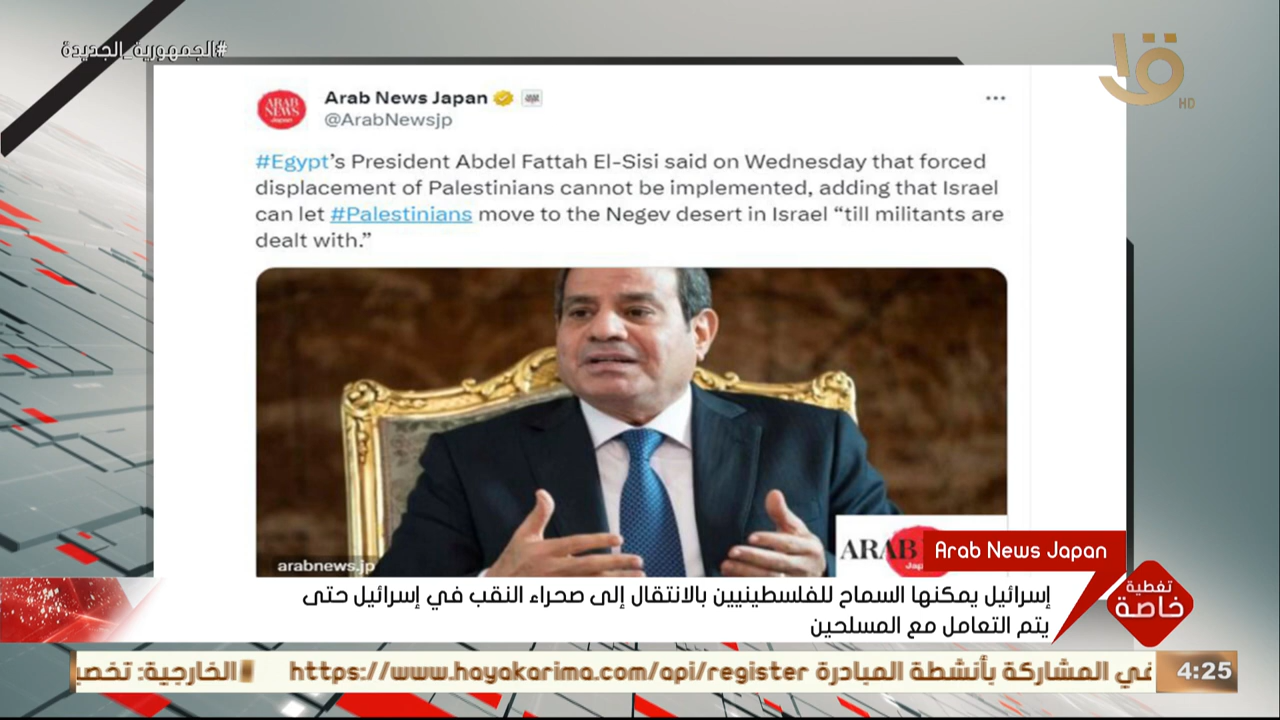 #الجمهورية_الجديدة
HD
ARAB NEWS Japan
Arab News Japan
@ArabNewsjp
#Egypt's President Abdel Fattah El-Sisi said on Wednesday that forced
displacement of Palestinians cannot be implemented, adding that Israel
can let #Palestinians move to the Negev desert in Israel “till militants are
dealt with.”
arabnews.jp
ARAB
Arab News Japan
تغطية
خاصة
إسرائيل يمكنها السماح للفلسطينيين بالانتقال إلى صحراء النقب في إسرائيل حتى
يتم التعامل مع المسلحين
في المشاركة بأنشطة المبادرة https://www.hayakarima.com/api/register الخارجية:
4:25